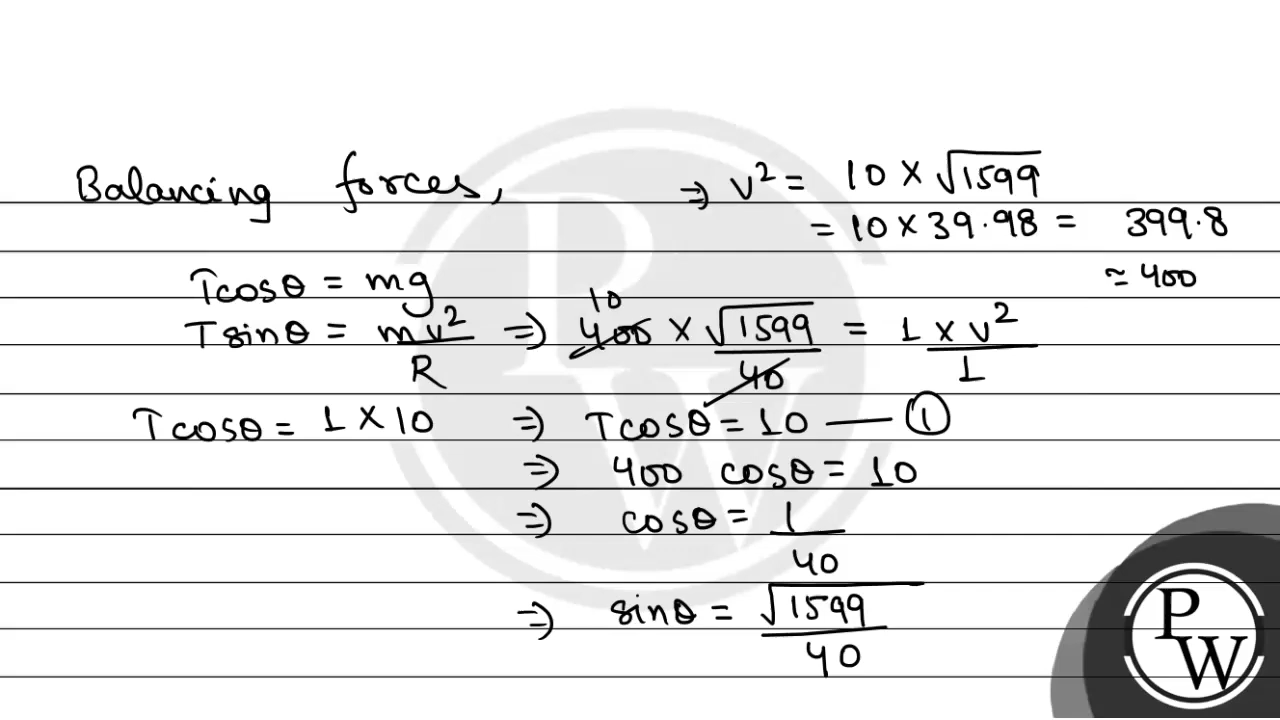 Balancing forces,
⇒ v² = 10 × √1599
= 10 × 39.98 = 399.8
≃ 400
Tcosθ = mg
Tsinθ = mv²/R ⇒ 400 × √1599/40 = 1 × v²/1
10
Tcosθ = 1 × 10 ⇒ Tcosθ = 10 — ①
⇒ 400 cosθ = 10
⇒ cosθ = 1/40
⇒ sinθ = √1599/40
PW
PW